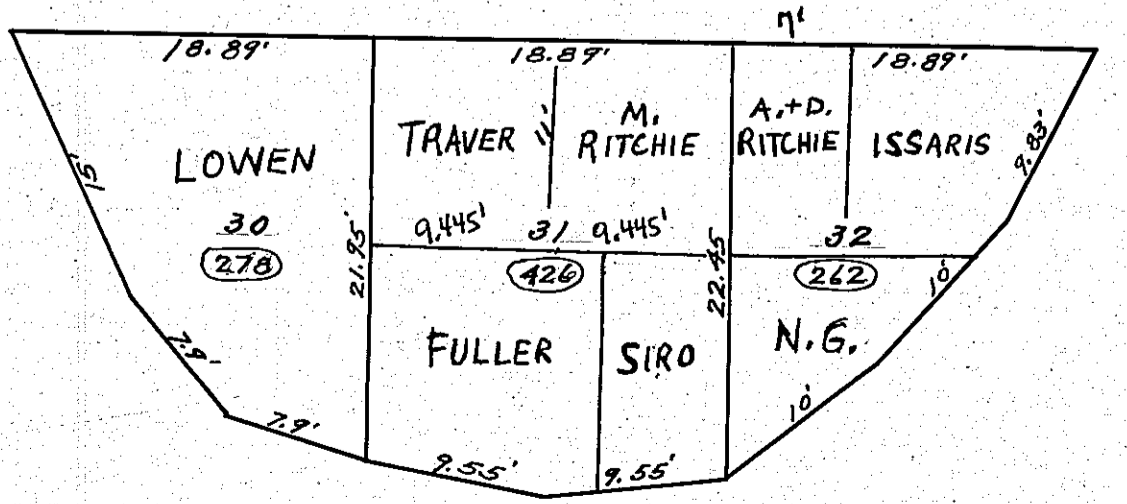 7'
18.89'
18.89'
18.89'
LOWEN
TRAVER
11'
M.
RITCHIE
A.+D.
RITCHIE
ISSARIS
15'
9.83'
30
278
21.95'
9.445'
31
9.445'
426
22.45
32
262
10'
FULLER
SIRO
N.G.
7.9'
7.9'
9.55'
9.55'
10'